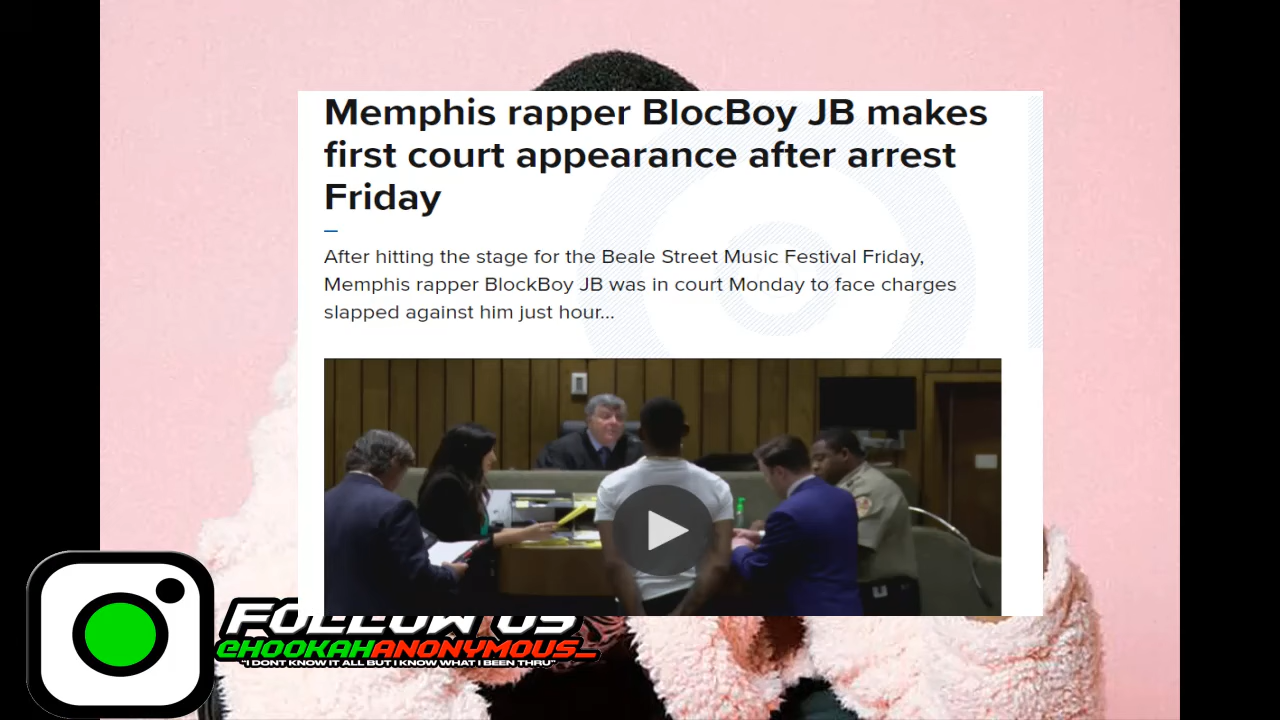 Memphis rapper BlocBoy JB makes
first court appearance after arrest
Friday
After hitting the stage for the Beale Street Music Festival Friday,
Memphis rapper BlockBoy JB was in court Monday to face charges
slapped against him just hour...
FOLLOW US
@HOOKAHANONYMOUS_
"I DONT KNOW IT ALL BUT I KNOW WHAT I BEEN THRU"